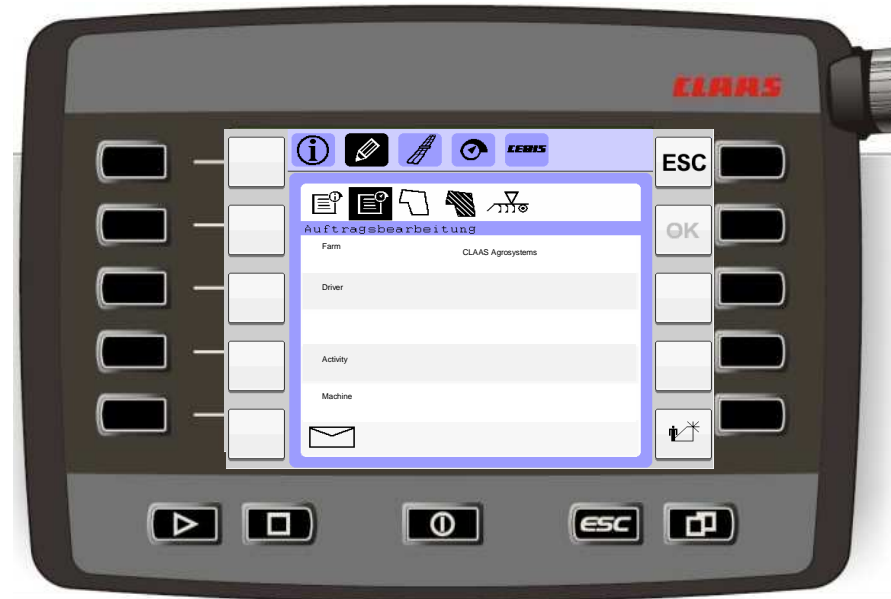 CLAAS
CEBIS
ESC
OK
Auftragsbearbeitung
Farm CLAAS Agrosystems
Driver
Activity
Machine
ESC